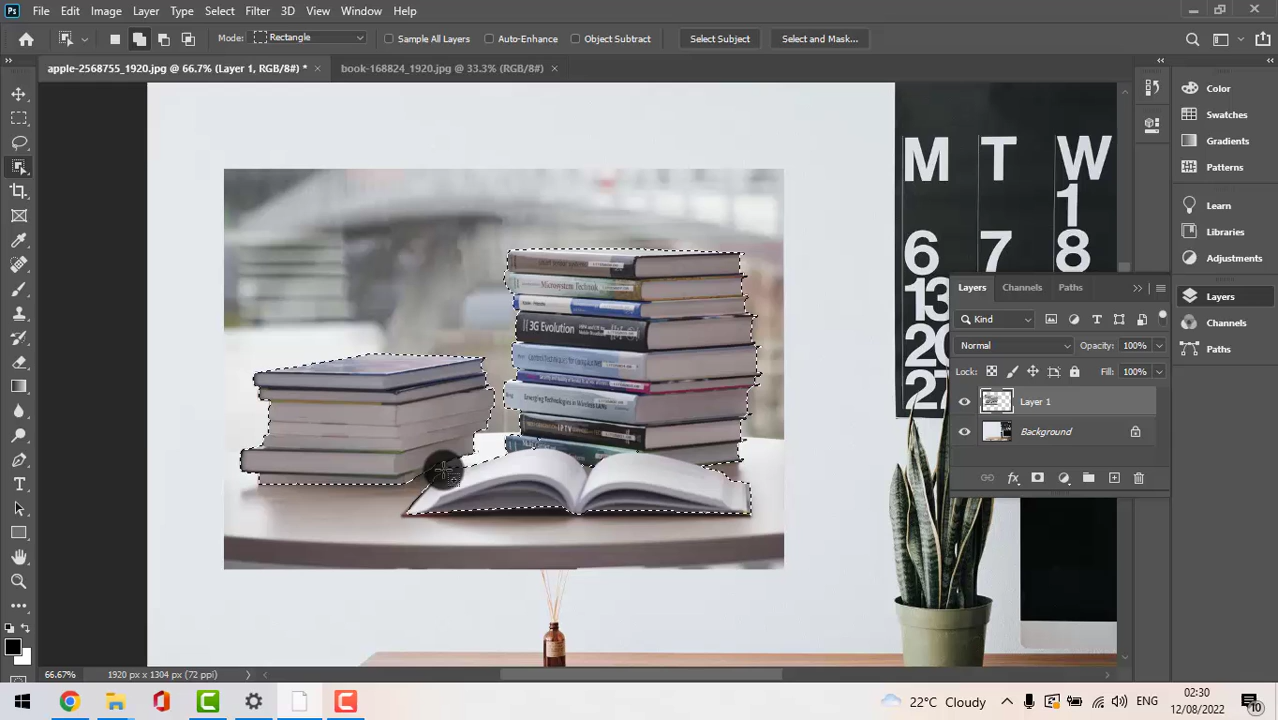 Ps File Edit Image Layer Type Select Filter 3D View Window Help
Mode: Rectangle Sample All Layers Auto-Enhance Object Subtract Select Subject Select and Mask...
apple-2568755_1920.jpg @ 66.7% (Layer 1, RGB/8#) * × book-168824_1920.jpg @ 33.3% (RGB/8#) ×
Color
Swatches
Gradients
Patterns
Learn
Libraries
Adjustments
Layers
Channels
Paths
M T W
1
6 7 8
13
20
27
Microsystem Technol
3G Evolution
Emerging Technologies in Wireless LANs
IPTV
Layers Channels Paths
Kind
Normal Opacity: 100%
Lock: Fill: 100%
Layer 1
Background
T
66.67% 1920 px x 1304 px (72 ppi)
22°C Cloudy ENG 02:30
12/08/2022
10